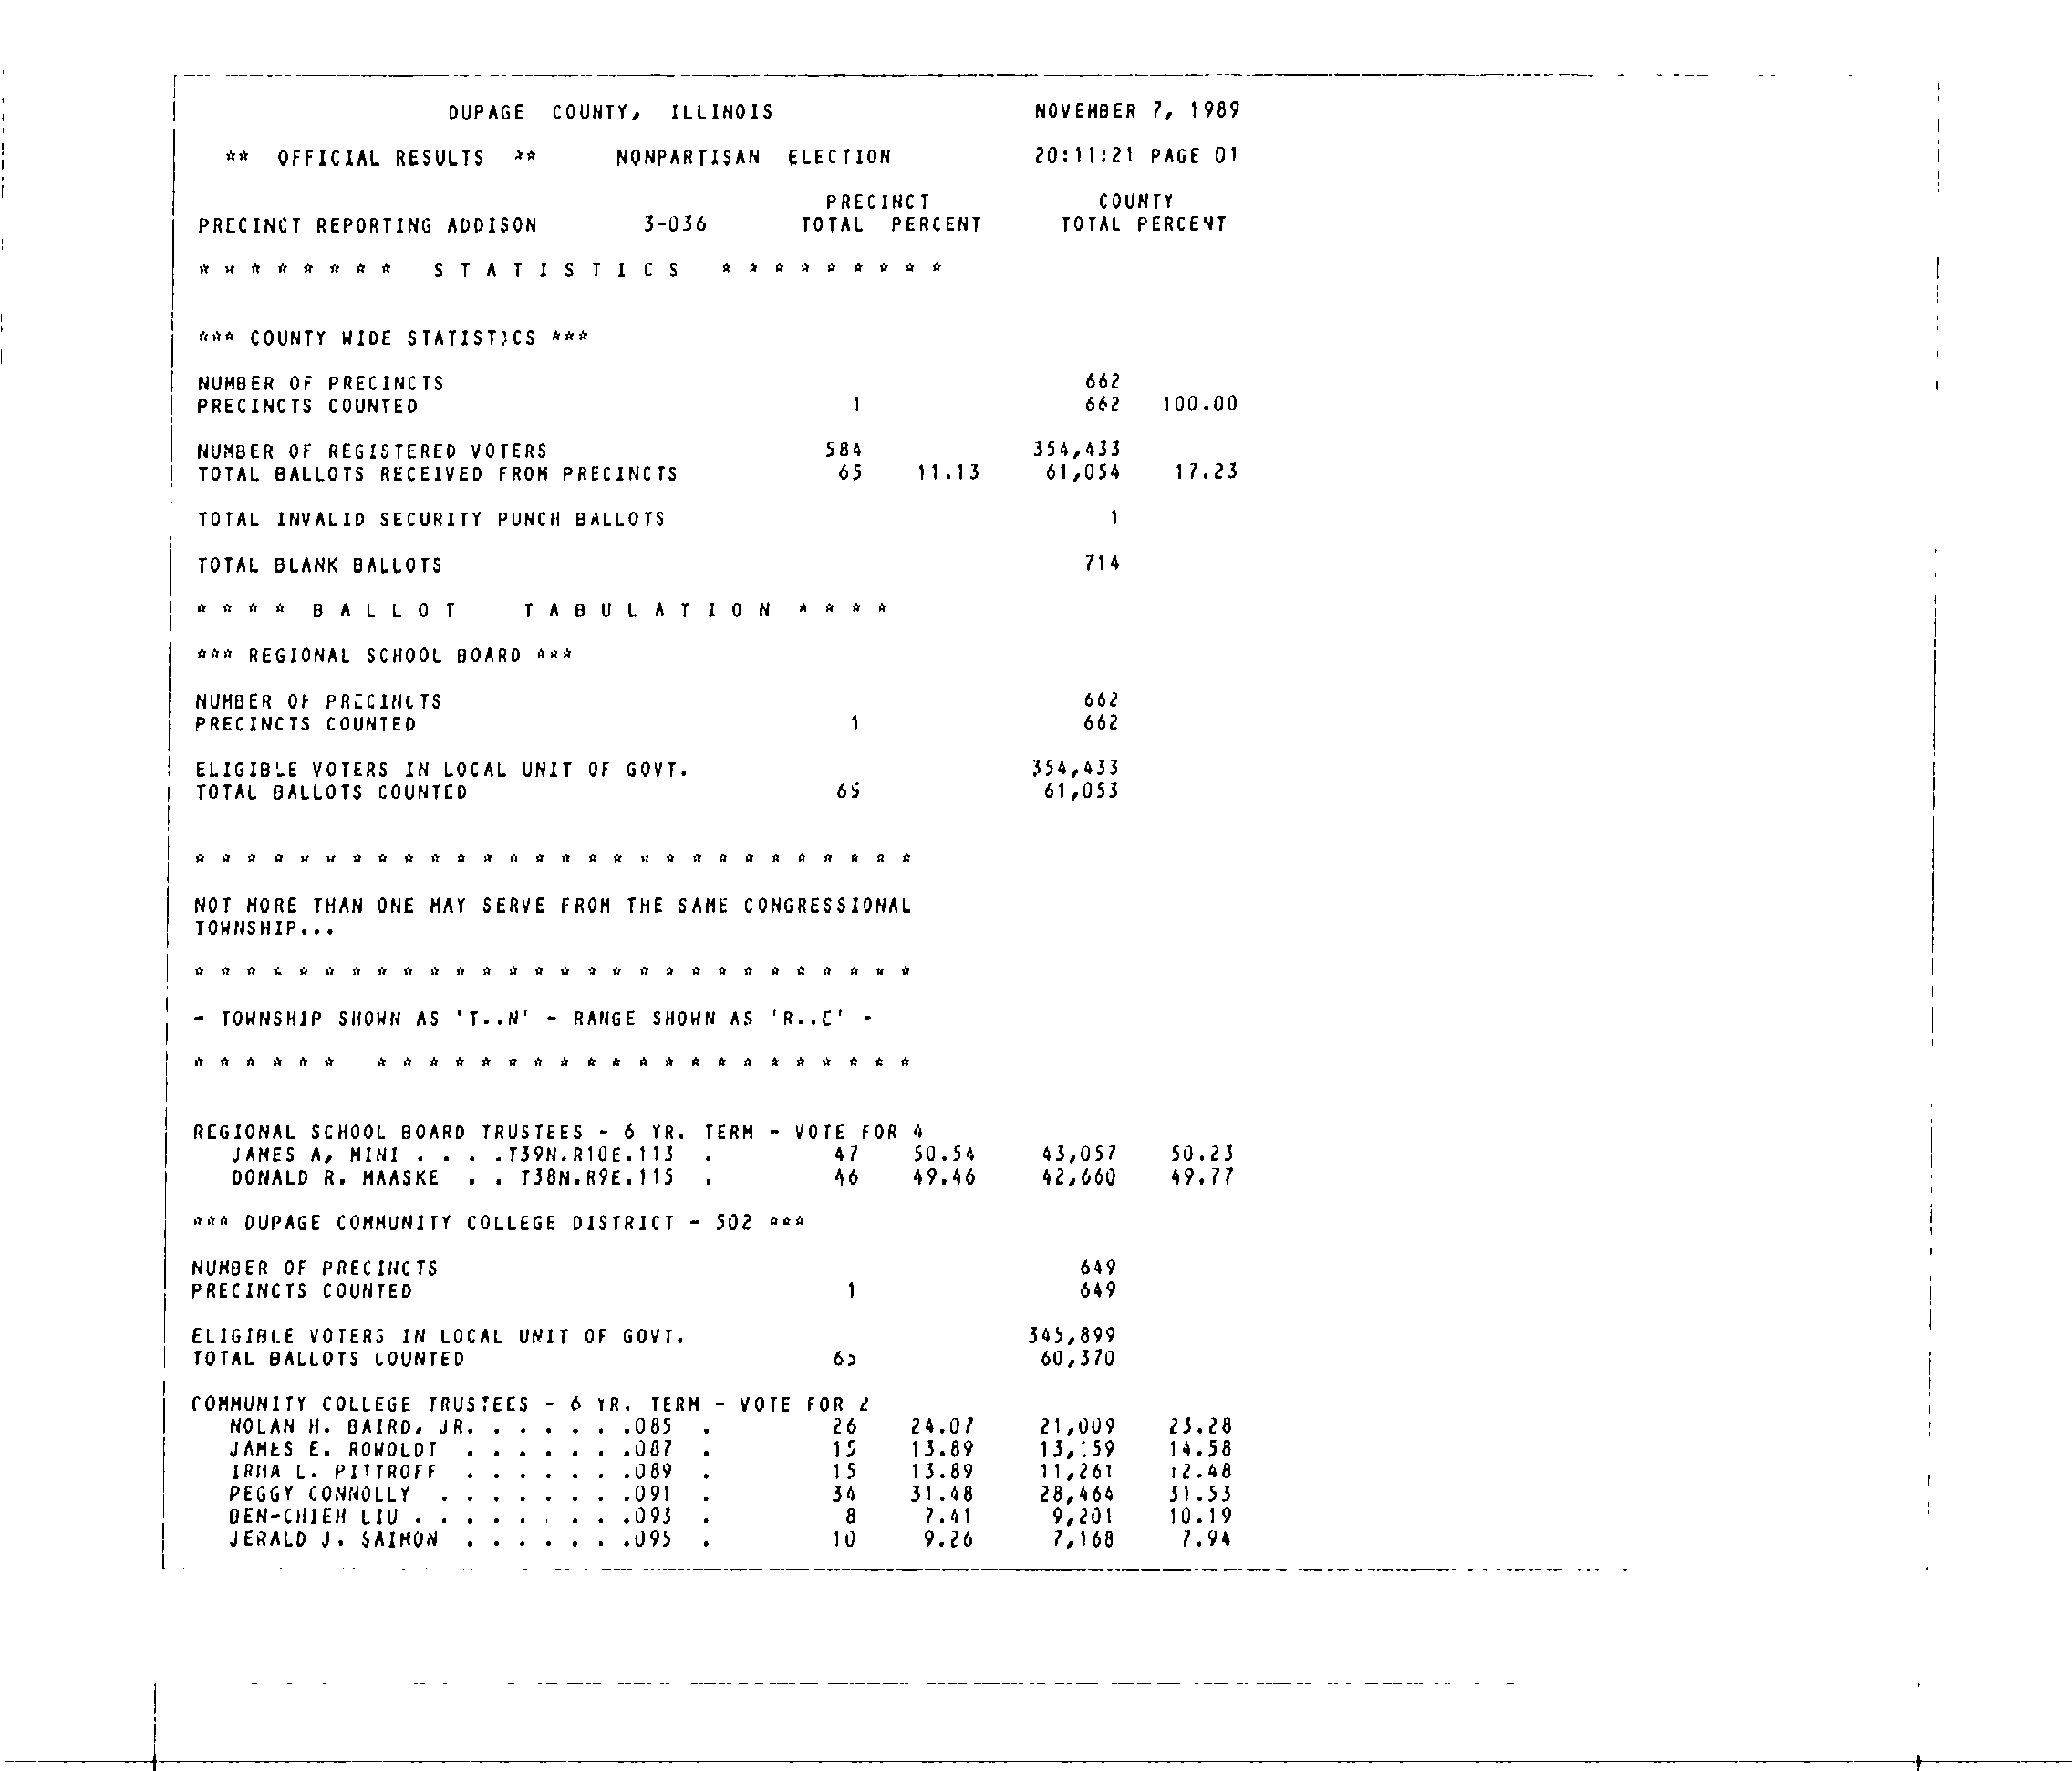 DUPAGE COUNTY, ILLINOIS NOVEMBER 7, 1989
** OFFICIAL RESULTS ** NONPARTISAN ELECTION 20:11:21 PAGE 01
PRECINCT COUNTY
PRECINCT REPORTING ADDISON 3-036 TOTAL PERCENT TOTAL PERCENT
* * * * * * * * S T A T I S T I C S * * * * * * * * *
*** COUNTY WIDE STATISTICS ***
NUMBER OF PRECINCTS 662
PRECINCTS COUNTED 1 662 100.00
NUMBER OF REGISTERED VOTERS 584 354,433
TOTAL BALLOTS RECEIVED FROM PRECINCTS 65 11.13 61,054 17.23
TOTAL INVALID SECURITY PUNCH BALLOTS 1
TOTAL BLANK BALLOTS 714
* * * * B A L L O T T A B U L A T I O N * * * *
*** REGIONAL SCHOOL BOARD ***
NUMBER OF PRECINCTS 662
PRECINCTS COUNTED 1 662
ELIGIBLE VOTERS IN LOCAL UNIT OF GOVT. 354,433
TOTAL BALLOTS COUNTED 65 61,053
* * * * * * * * * * * * * * * * * * * * * * * * * * * *
NOT MORE THAN ONE MAY SERVE FROM THE SAME CONGRESSIONAL
TOWNSHIP...
* * * * * * * * * * * * * * * * * * * * * * * * * * * *
- TOWNSHIP SHOWN AS 'T..N' - RANGE SHOWN AS 'R..E' -
* * * * * * * * * * * * * * * * * * * * * * * * * * *
REGIONAL SCHOOL BOARD TRUSTEES - 6 YR. TERM - VOTE FOR 4
JAMES A, MINI . . . .T39N.R10E.113 . 47 50.54 43,057 50.23
DONALD R. MAASKE . . T38N.R9E.115 . 46 49.46 42,660 49.77
*** DUPAGE COMMUNITY COLLEGE DISTRICT - 502 ***
NUMBER OF PRECINCTS 649
PRECINCTS COUNTED 1 649
ELIGIBLE VOTERS IN LOCAL UNIT OF GOVT. 345,899
TOTAL BALLOTS COUNTED 65 60,370
COMMUNITY COLLEGE TRUSTEES - 6 YR. TERM - VOTE FOR 2
NOLAN H. BAIRD, JR. . . . . . .085 . 26 24.07 21,009 23.28
JAMES E. ROWOLDT . . . . . . .087 . 15 13.89 14.58
IRMA L. PITTROFF . . . . . . .089 . 15 13.89 11,261 12.48
PEGGY CONNOLLY . . . . . . . .091 . 34 31.48 28,464 31.53
BEN-CHIEH LIU . . . . . . . . .093 . 8 7.41 9,201 10.19
JERALD J. SAIMON . . . . . . .095 . 10 9.26 7,168 7.94